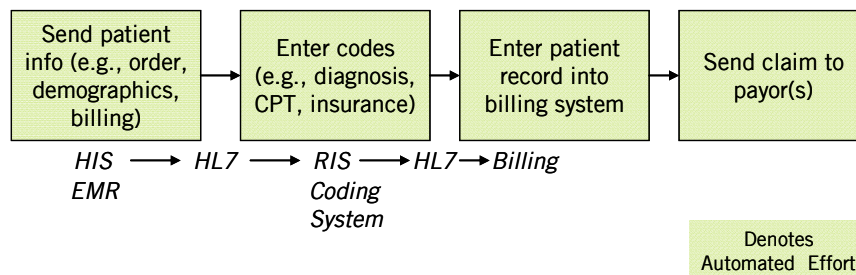 Send patient
info (e.g., order,
demographics,
billing)
Enter codes
(e.g., diagnosis,
CPT, insurance)
Enter patient
record into
billing system
Send claim to
payor(s)
HIS
EMR
HL7
RIS
Coding
System
HL7
Billing
Denotes
Automated Effort